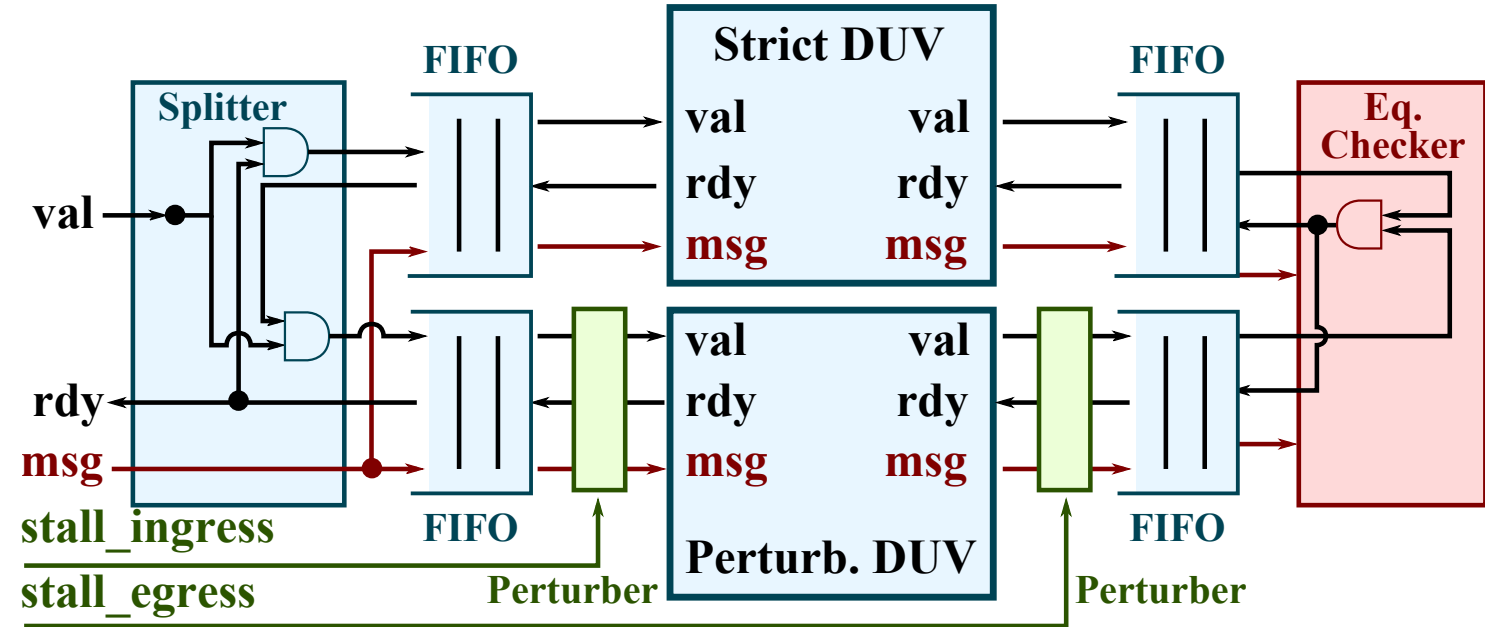 FIFO
Strict DUV
FIFO
Splitter
Eq.
Checker
val
val
val
rdy
rdy
val
msg
msg
val
val
rdy
rdy
rdy
msg
msg
msg
stall_ingress
FIFO
FIFO
Perturb. DUV
stall_egress
Perturber
Perturber